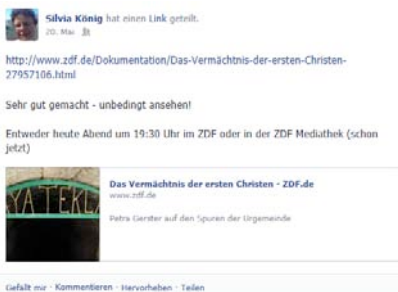 Silvia König hat einen Link geteilt.
20. Mai
http://www.zdf.de/Dokumentation/Das-Vermächtnis-der-ersten-Christen-
27957106.html
Sehr gut gemacht - unbedingt ansehen!
Entweder heute Abend um 19:30 Uhr im ZDF oder in der ZDF Mediathek (schon
jetzt)
YA TEKL
Das Vermächtnis der ersten Christen - ZDF.de
www.zdf.de
Petra Gerster auf den Spuren der Urgemeinde
Gefällt mir · Kommentieren · Hervorheben · Teilen